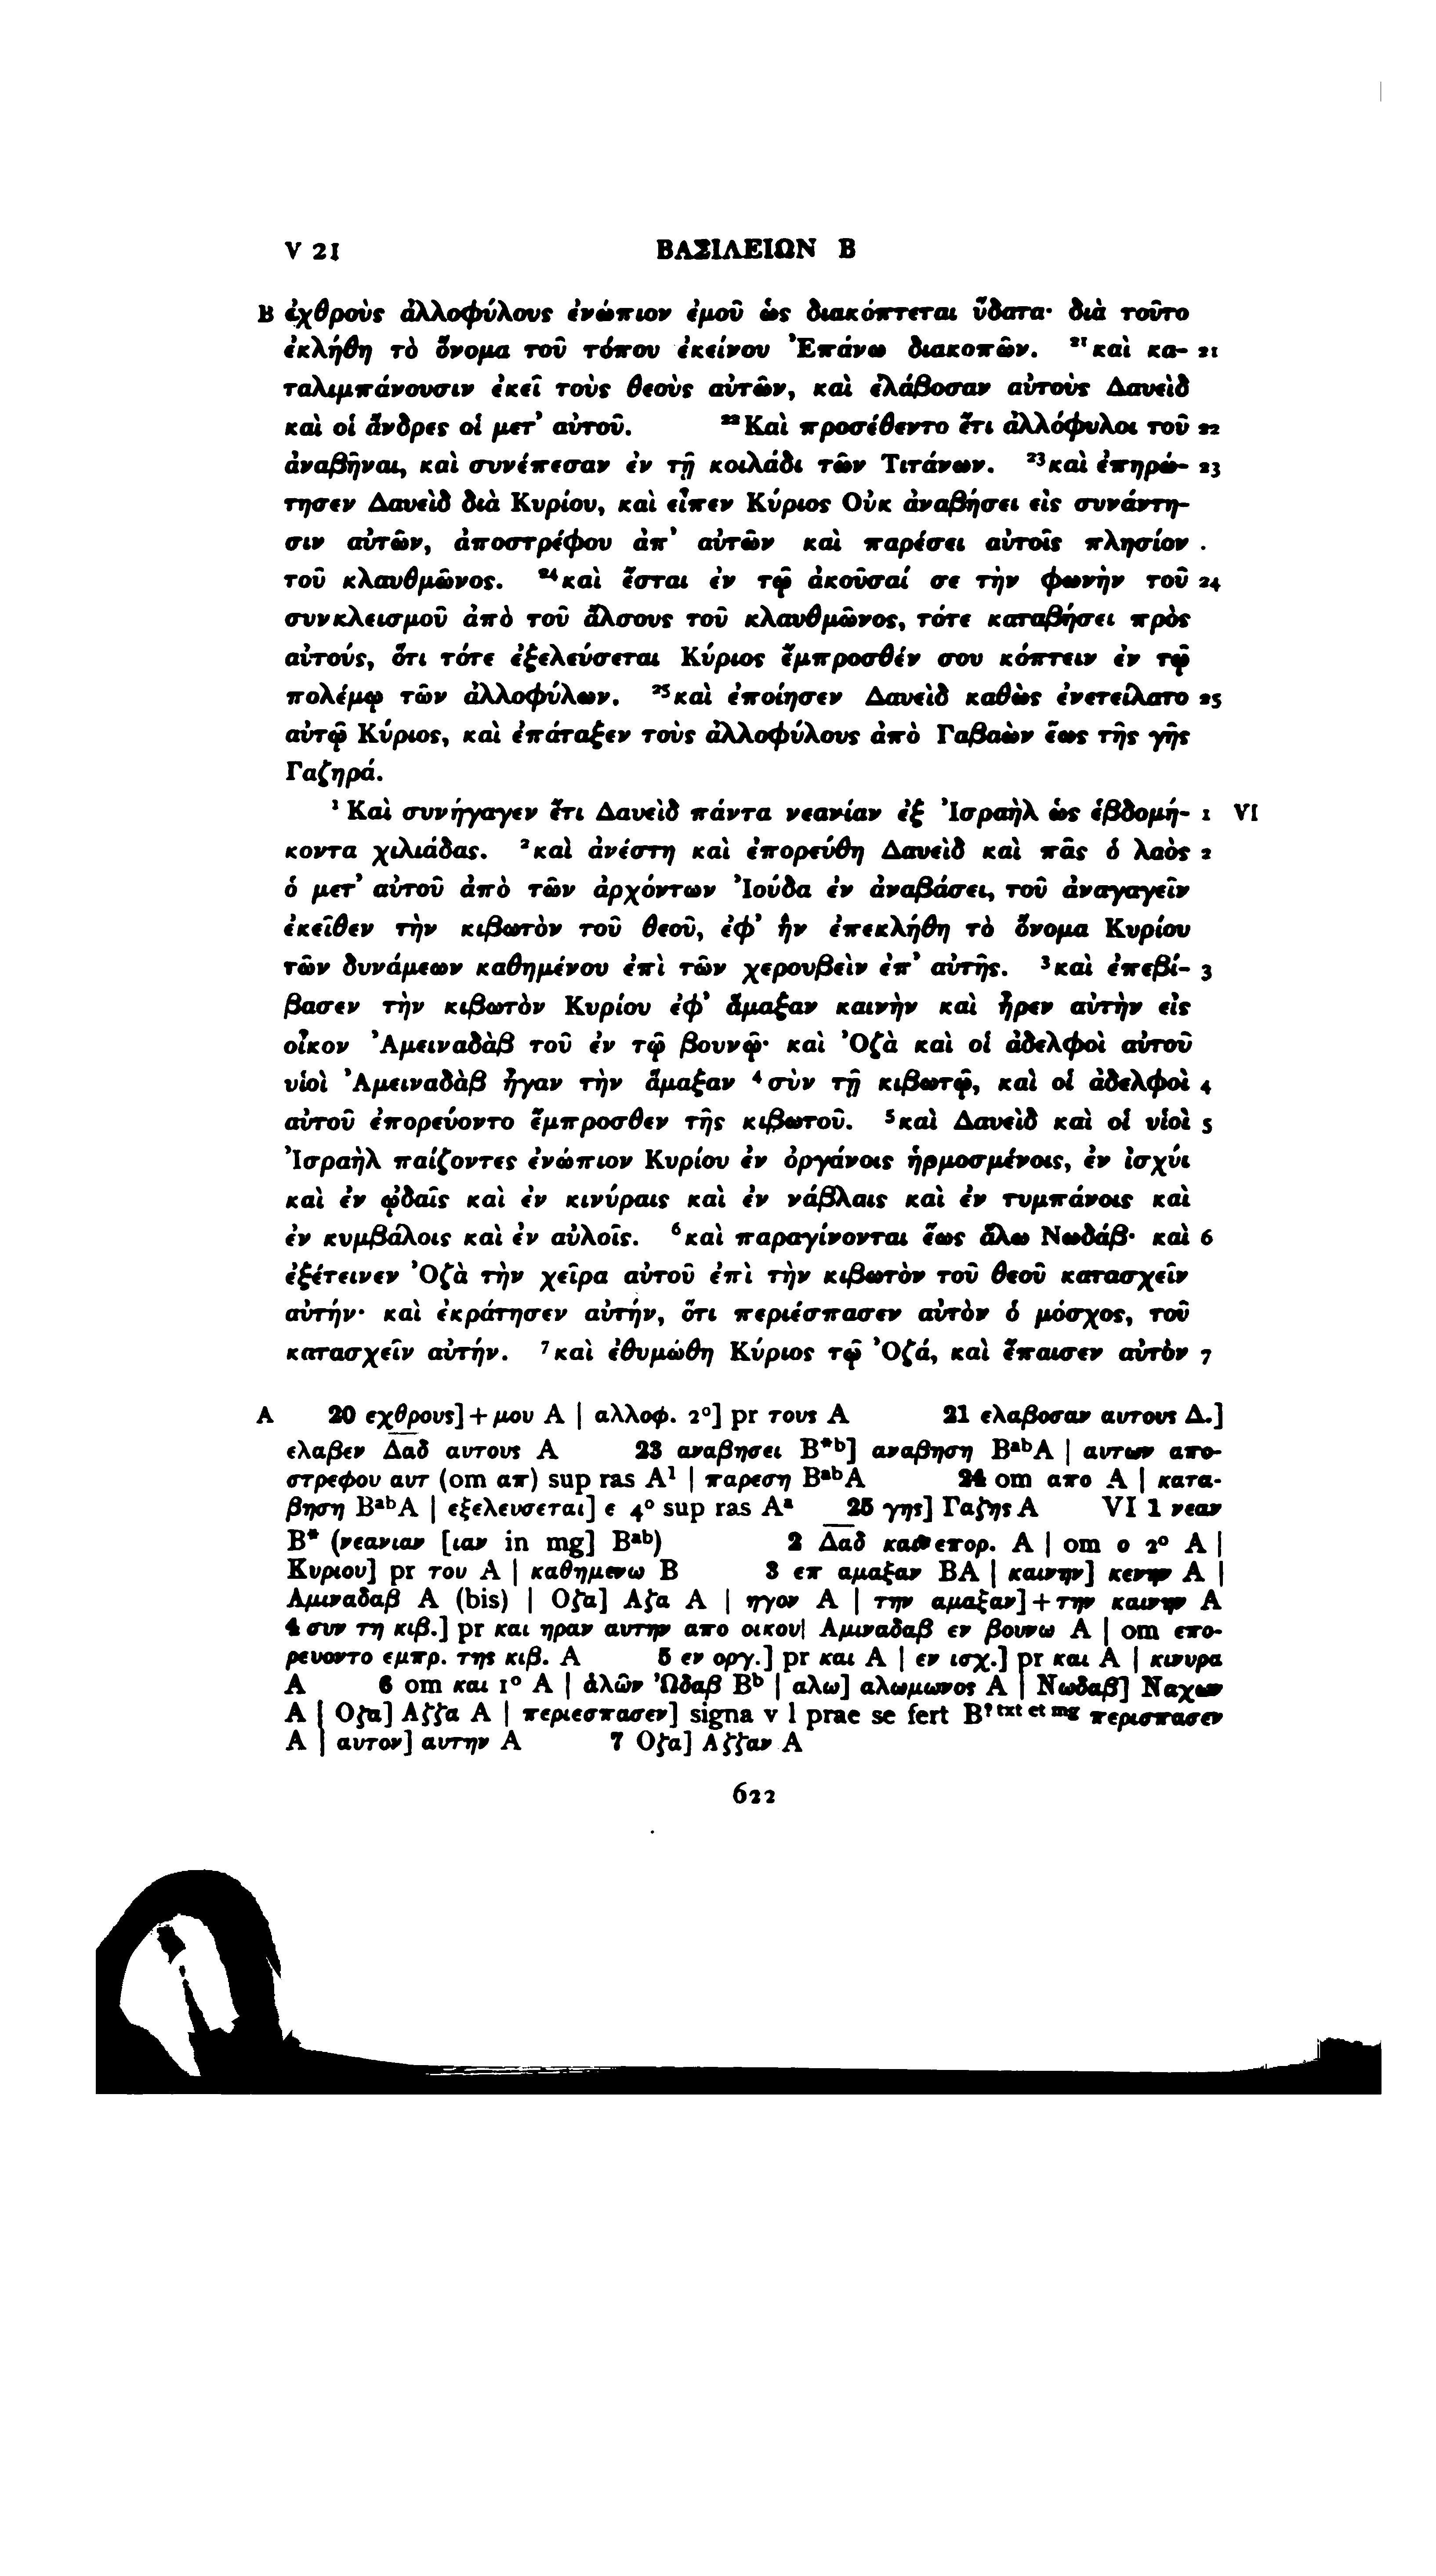 V 21 ΒΑΣΙΛΕΙΩΝ Β
B ἐχθροὺς ἀλλοφύλους ἐνώπιον ἐμοῦ ὡς διακόπτεται ὕδατα· διὰ τοῦτο
ἐκλήθη τὸ ὄνομα τοῦ τόπου ἐκείνου Ἐπάνω διακοπῶν. ²¹καὶ κα- 21
ταλιμπάνουσιν ἐκεῖ τοὺς θεοὺς αὐτῶν, καὶ ἐλάβοσαν αὐτοὺς Δαυεὶδ
καὶ οἱ ἄνδρες οἱ μετ’ αὐτοῦ. ²²Καὶ προσέθεντο ἔτι ἀλλόφυλοι τοῦ 22
ἀναβῆναι, καὶ συνέπεσαν ἐν τῇ κοιλάδι τῶν Τιτάνων. ²³καὶ ἐπηρώ- 23
τησεν Δαυεὶδ διὰ Κυρίου, καὶ εἶπεν Κύριος Οὐκ ἀναβήσει εἰς συνάντη-
σιν αὐτῶν, ἀποστρέφου ἀπ’ αὐτῶν καὶ παρέσει αὐτοῖς πλησίον
τοῦ κλαυθμῶνος. ²⁴καὶ ἔσται ἐν τῷ ἀκοῦσαί σε τὴν φωνὴν τοῦ 24
συνκλεισμοῦ ἀπὸ τοῦ ἄλσους τοῦ κλαυθμῶνος, τότε καταβήσει πρὸς
αὐτούς, ὅτι τότε ἐξελεύσεται Κύριος ἔμπροσθέν σου κόπτειν ἐν τῷ
πολέμῳ τῶν ἀλλοφύλων. ²⁵καὶ ἐποίησεν Δαυεὶδ καθὼς ἐνετείλατο 25
αὐτῷ Κύριος, καὶ ἐπάταξεν τοὺς ἀλλοφύλους ἀπὸ Γαβαὼν ἕως τῆς γῆς
Γαζηρά.
¹ Καὶ συνήγαγεν ἔτι Δαυεὶδ πάντα νεανίαν ἐξ Ἰσραὴλ ὡς ἑβδομή- 1 VI
κοντα χιλιάδας. ²καὶ ἀνέστη καὶ ἐπορεύθη Δαυεὶδ καὶ πᾶς ὁ λαὸς 2
ὁ μετ’ αὐτοῦ ἀπὸ τῶν ἀρχόντων Ἰούδα ἐν ἀναβάσει, τοῦ ἀναγαγεῖν
ἐκεῖθεν τὴν κιβωτὸν τοῦ θεοῦ, ἐφ’ ἣν ἐπεκλήθη τὸ ὄνομα Κυρίου
τῶν δυνάμεων καθημένου ἐπὶ τῶν χερουβεὶν ἐπ’ αὐτῆς. ³καὶ ἐπεβί- 3
βασεν τὴν κιβωτὸν Κυρίου ἐφ’ ἅμαξαν καινὴν καὶ ἦρεν αὐτὴν εἰς
οἶκον Ἀμειναδὰβ τοῦ ἐν τῷ βουνῷ· καὶ Ὀζὰ καὶ οἱ ἀδελφοὶ αὐτοῦ
υἱοὶ Ἀμειναδὰβ ἦγαν τὴν ἅμαξαν ⁴σὺν τῇ κιβωτῷ, καὶ οἱ ἀδελφοὶ 4
αὐτοῦ ἐπορεύοντο ἔμπροσθεν τῆς κιβωτοῦ. ⁵καὶ Δαυεὶδ καὶ οἱ υἱοὶ 5
Ἰσραὴλ παίζοντες ἐνώπιον Κυρίου ἐν ὀργάνοις ἡρμοσμένοις, ἐν ἰσχύι
καὶ ἐν ᾠδαῖς καὶ ἐν κινύραις καὶ ἐν νάβλαις καὶ ἐν τυμπάνοις καὶ
ἐν κυμβάλοις καὶ ἐν αὐλοῖς. ⁶καὶ παραγίνονται ἕως ἅλω Νωδάβ· καὶ 6
ἐξέτεινεν Ὀζὰ τὴν χεῖρα αὐτοῦ ἐπὶ τὴν κιβωτὸν τοῦ θεοῦ κατασχεῖν
αὐτήν· καὶ ἐκράτησεν αὐτήν, ὅτι περιέσπασεν αὐτὸν ὁ μόσχος, τοῦ
κατασχεῖν αὐτήν. ⁷καὶ ἐθυμώθη Κύριος τῷ Ὀζά, καὶ ἔπαισεν αὐτὸν 7
A 20 εχθρους]+μου A | αλλοφ. 2°] pr τους A 21 ελαβοσαν αυτους Δ.]
ελαβεν Δαδ αυτους A 23 αναβησει B*ᵇ] αναβηση BᵃᵇA | αυτων απο-
στρεφου αυτ (om απ) sup ras A¹ | παρεση BᵃᵇA 24 om απο A | κατα-
βηση BᵃᵇA | εξελευσεται] ε 4° sup ras Aᵃ 25 γης] Γαζης A VI 1 νεαν
B* (νεανιαν [ιαν in mg] Bᵃᵇ) 2 Δαδ και επορ. A | om ο 2° A |
Κυριου] pr του A | καθημενω B 3 επ αμαξαν BA | καινην] κενην A |
Αμιναδαβ A (bis) | Οζα] Αζα A | ηγον A | την αμαξαν]+την καινην A
4 συν τη κιβ.] pr και ηραν αυτην απο οικου| Αμιναδαβ εν βουνω A | om επο-
ρευοντο εμπρ. της κιβ. A 5 εν οργ.] pr και A | εν ισχ.] pr και A | κινυρα
A 6 om και 1° A | ἁλῶν Ὠδαβ Bᵇ | αλω] αλωμωνος A | Νωδαβ] Ναχων
A | Οζα] Αζζα A | περιεσπασεν] signa v l prae se fert B?ᵗˣᵗ ᵉᵗ ᵐᵍ περισπασεν
A | αυτον] αυτην A 7 Οζα] Αζζαν A
622